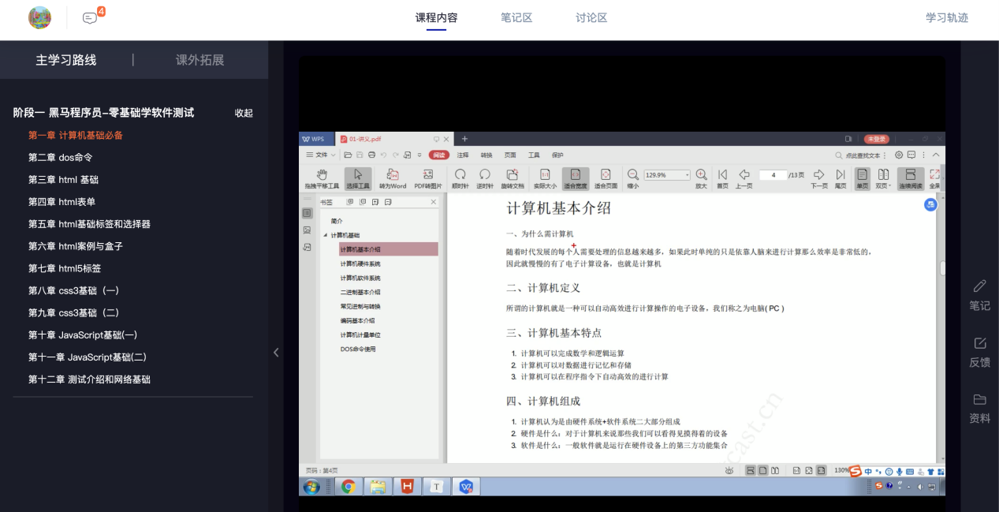 4
课程内容
笔记区
讨论区
学习轨迹
主学习路线
课外拓展
阶段一 黑马程序员-零基础学软件测试
收起
第一章 计算机基础必备
第二章 dos命令
第三章 html 基础
第四章 html表单
第五章 html基础标签和选择器
第六章 html案例与盒子
第七章 html5标签
第八章 css3基础（一）
第九章 css3基础（二）
第十章 JavaScript基础(一)
第十一章 JavaScript基础(二)
第十二章 测试介绍和网络基础
WPS
01-讲义.pdf
未登录
文件
阅读
注释
转换
页面
工具
保护
点此查找文本
拖拽平移工具
选择工具
转为Word
PDF转图片
顺时针
逆时针
旋转文档
实际大小
适合宽度
适合页面
缩小
129.9%
放大
首页
上一页
4
/13页
下一页
尾页
单页
双页
连续阅读
全屏
书签
简介
计算机基础
计算机基本介绍
计算机硬件系统
计算机软件系统
二进制基本介绍
常见进制与转换
编码基本介绍
计算机计量单位
DOS命令使用
计算机基本介绍
一、为什么需计算机
随着时代发展的每个人需要处理的信息越来越多，如果此时单纯的只是依靠人脑来进行计算那么效率是非常低的，
因此就慢慢的有了电子计算设备，也就是计算机
二、计算机定义
所谓的计算机就是一种可以自动高效进行计算操作的电子设备，我们称之为电脑( PC )
三、计算机基本特点
1. 计算机可以完成数学和逻辑运算
2. 计算机可以对数据进行记忆和存储
3. 计算机可以在程序指令下自动高效的进行计算
四、计算机组成
1. 计算机认为是由硬件系统+软件系统二大部分组成
2. 硬件是什么：对于计算机来说那些我们可以看得见摸得着的设备
3. 软件是什么：一般软件就是运行在硬件设备上的第三方功能集合
cast.cn
页码：第4页
130%
中
笔记
反馈
资料